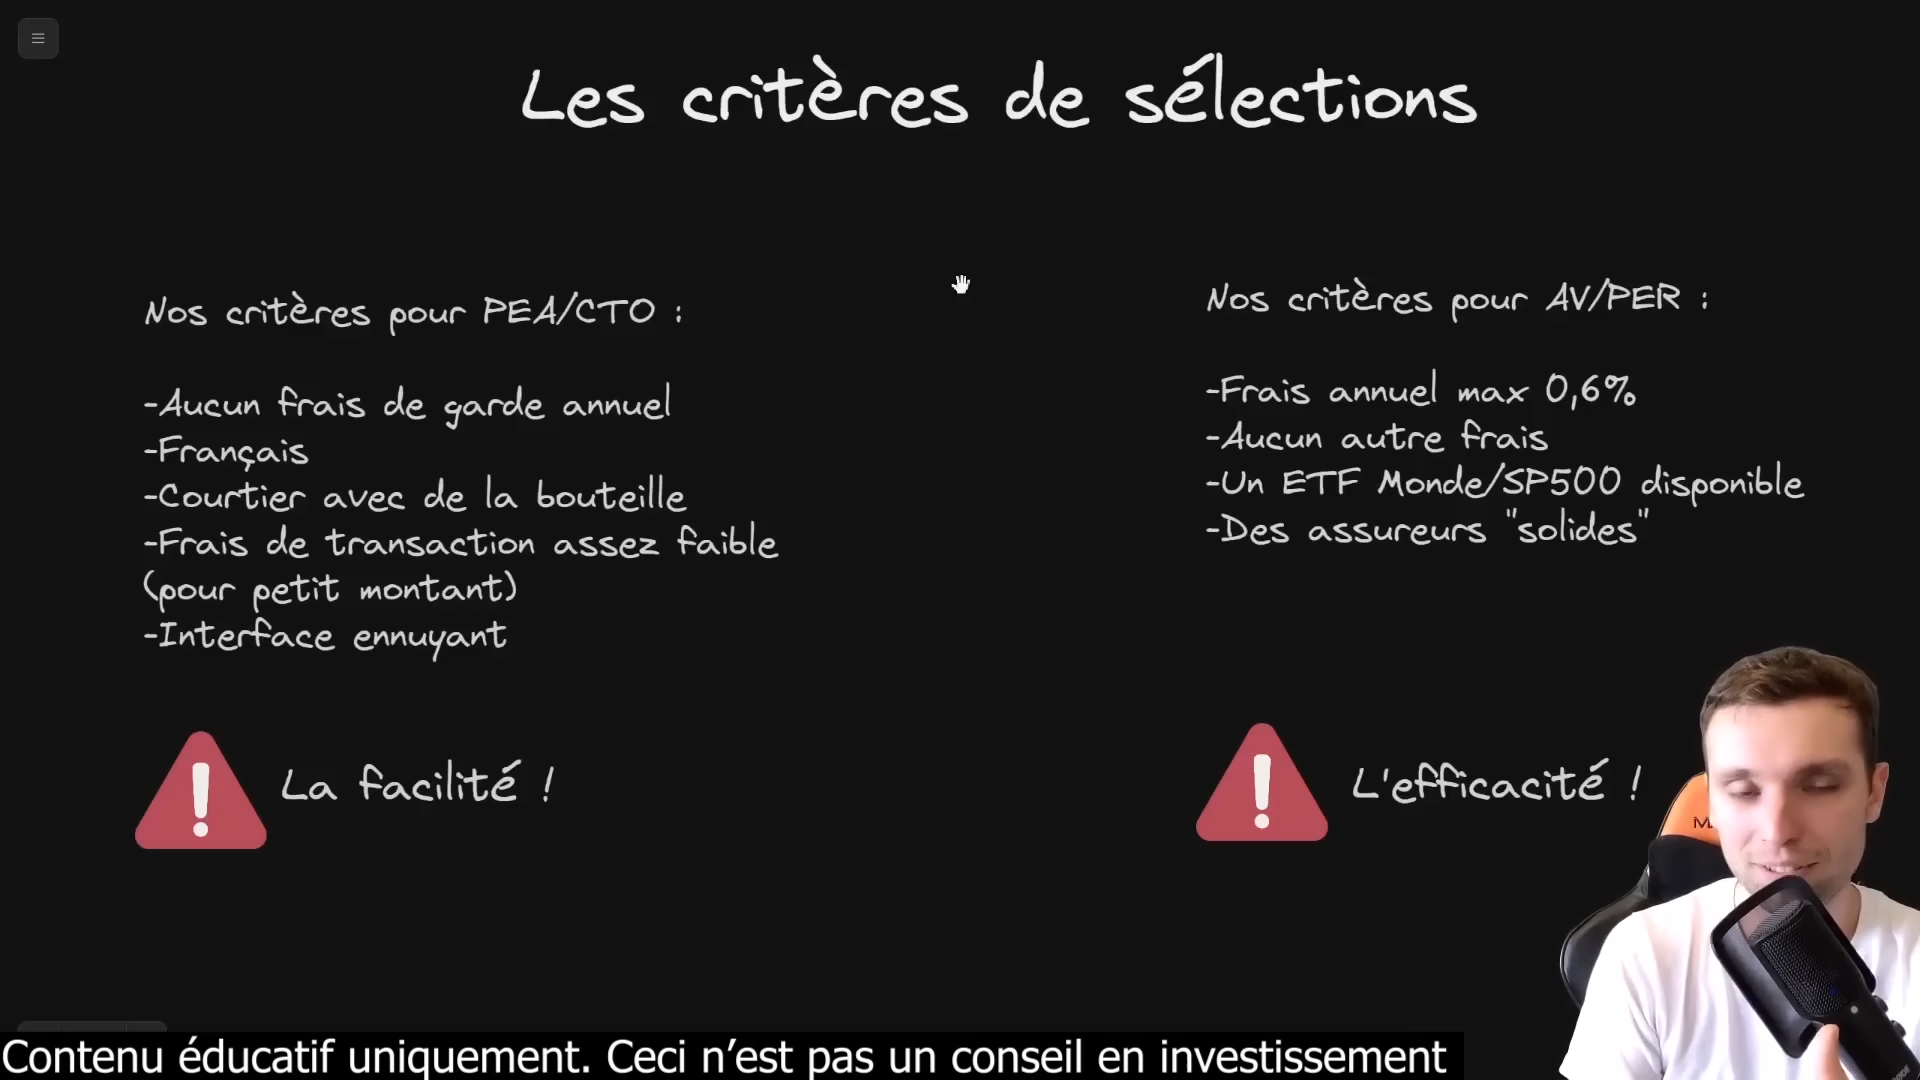 Les critères de sélections
Nos critères pour PEA/CTO :
-Aucun frais de garde annuel
-Français
-Courtier avec de la bouteille
-Frais de transaction assez faible
(pour petit montant)
-Interface ennuyant
La facilité !
Nos critères pour AV/PER :
-Frais annuel max 0,6%
-Aucun autre frais
-Un ETF Monde/SP500 disponible
-Des assureurs "solides"
L'efficacité !
Contenu éducatif uniquement. Ceci n’est pas un conseil en investissement